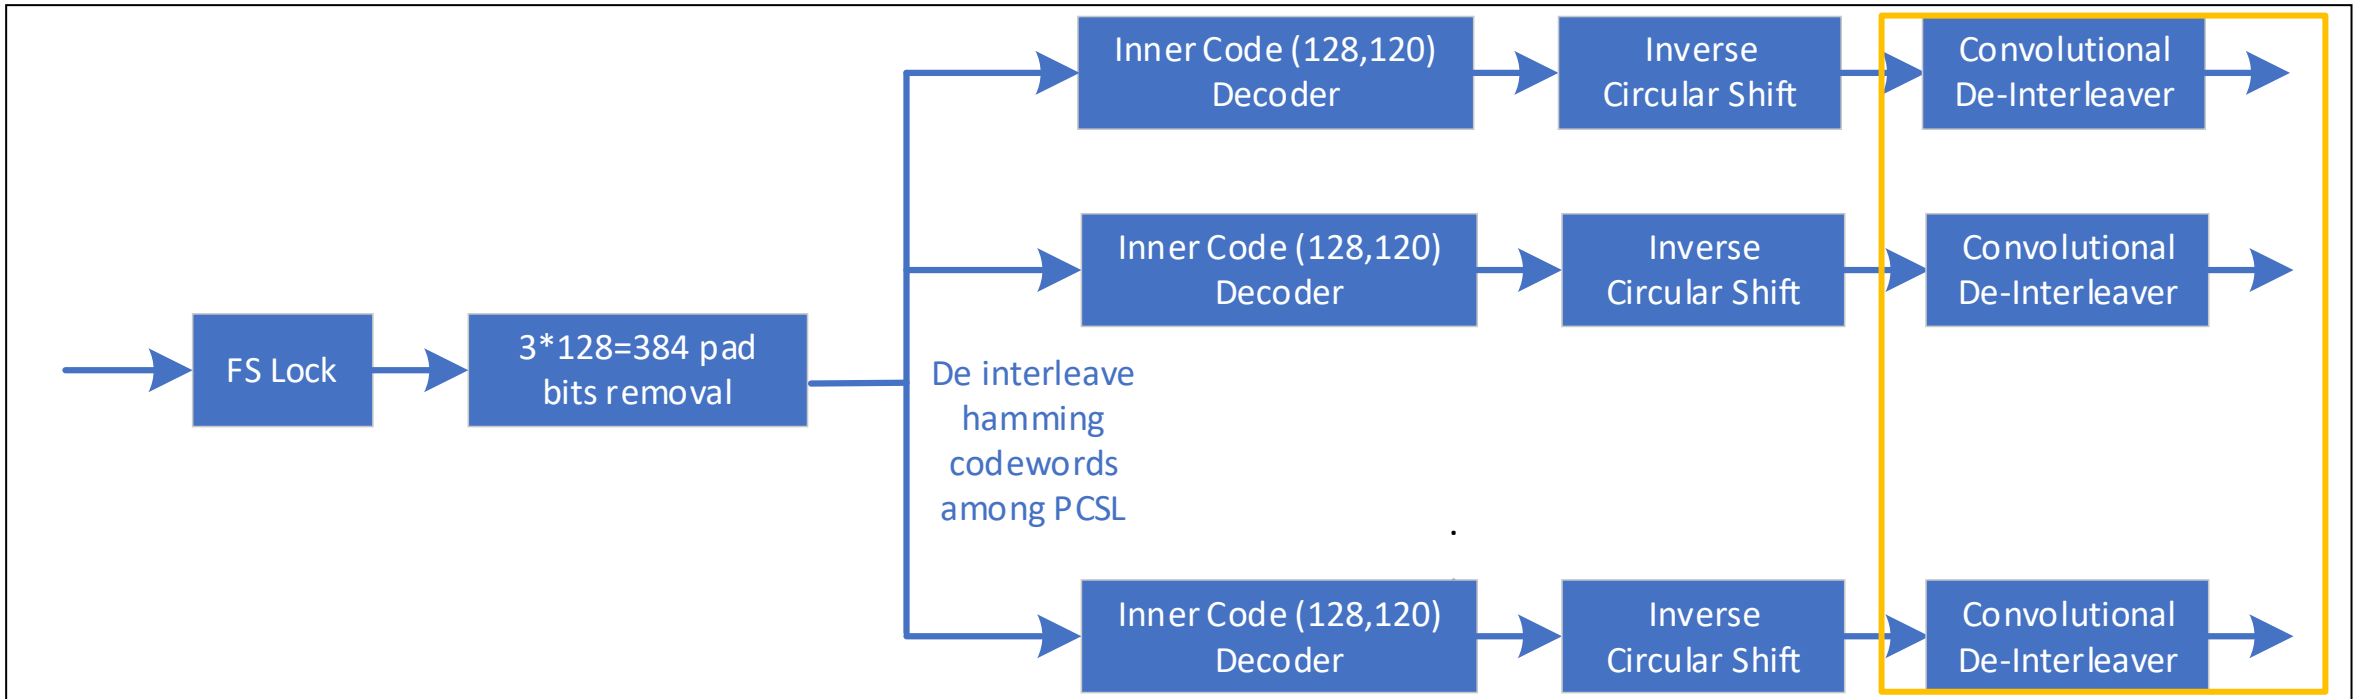 Inner Code (128,120)
Decoder
Inverse
Circular Shift
Convolutional
De-Interleaver
Inner Code (128,120)
Decoder
Inverse
Circular Shift
Convolutional
De-Interleaver
FS Lock
3*128=384 pad
bits removal
De interleave
hamming
codewords
among PCSL
.
Inner Code (128,120)
Decoder
Inverse
Circular Shift
Convolutional
De-Interleaver